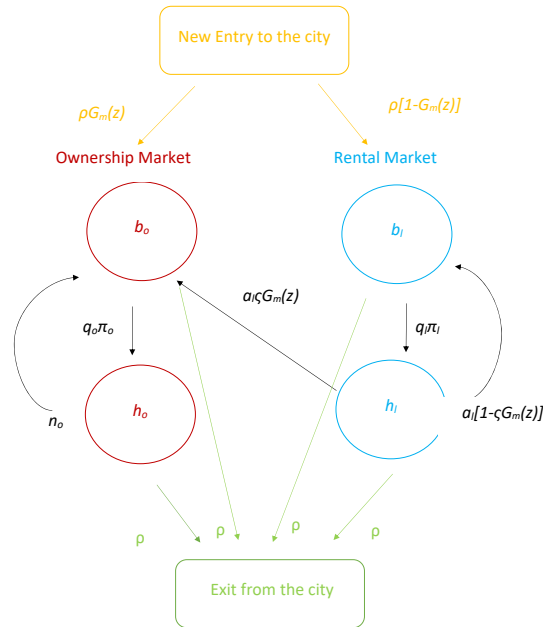 New Entry to the city
ρGₘ(z)
ρ[1-Gₘ(z)]
Ownership Market
Rental Market
bₒ
bₗ
aₗςGₘ(z)
qₒπₒ
qₗπₗ
hₒ
hₗ
nₒ
aₗ[1-ςGₘ(z)]
ρ
ρ
ρ
ρ
Exit from the city